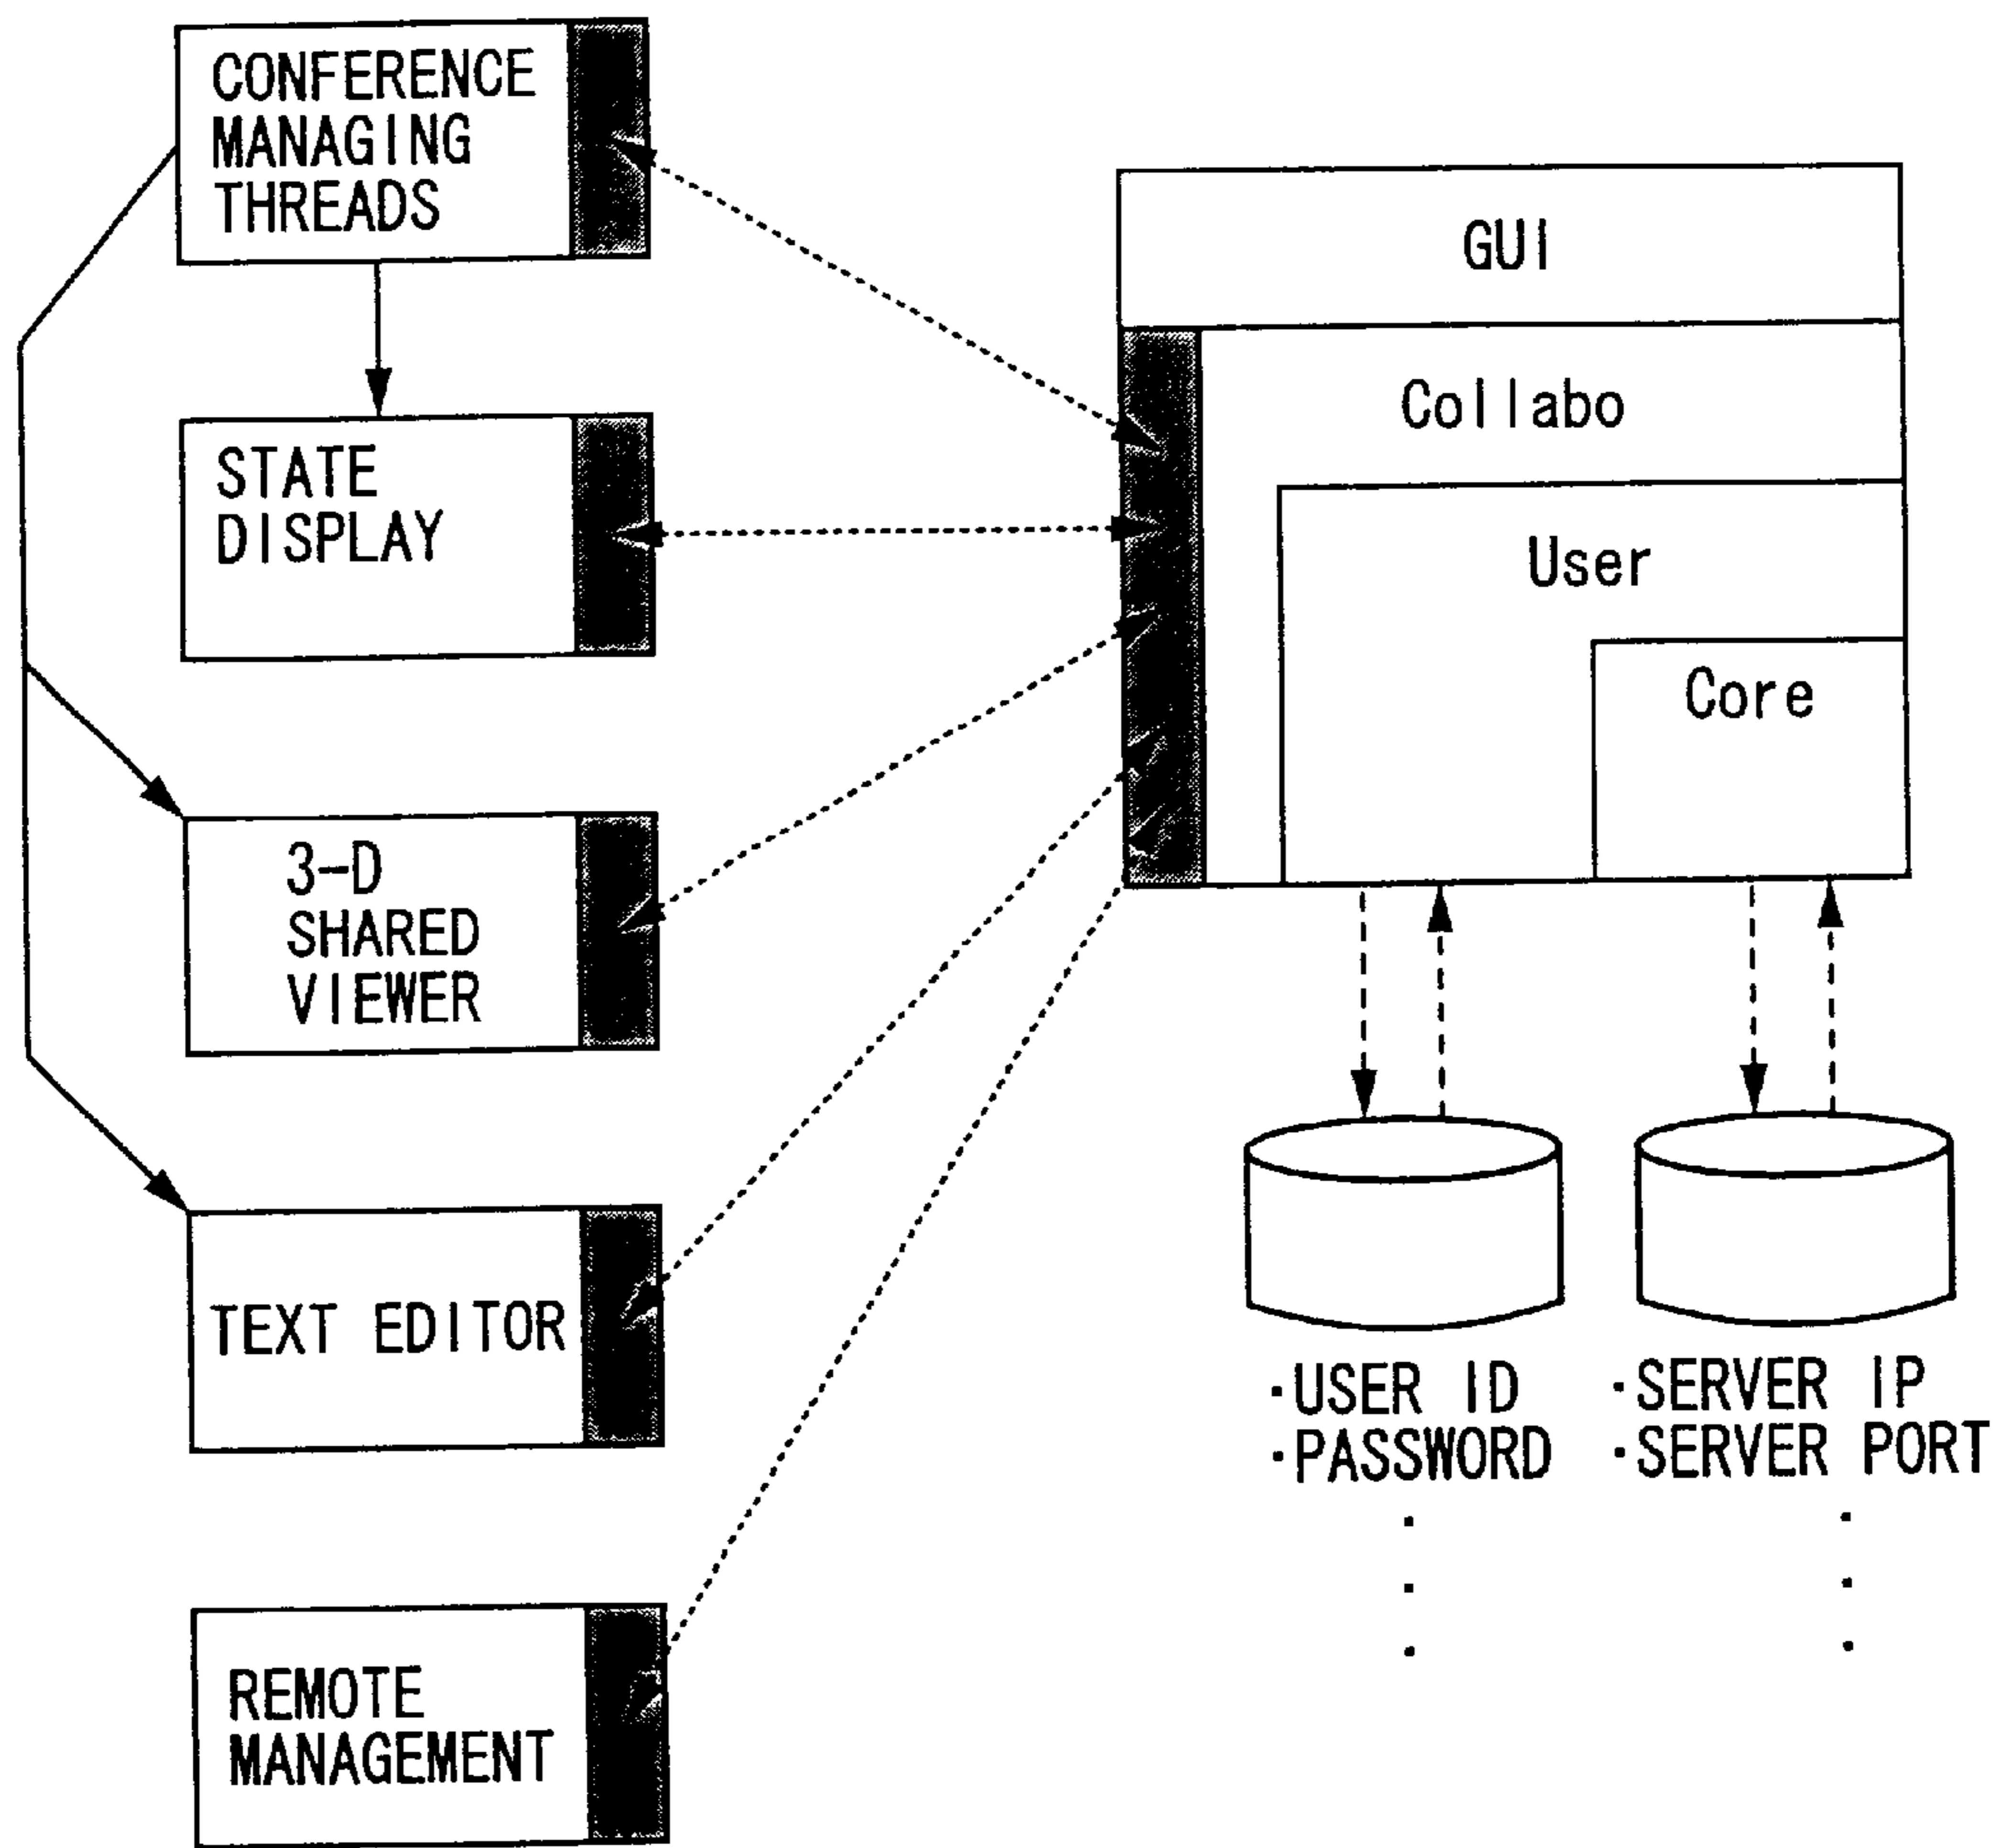 CONFERENCE
MANAGING
THREADS
STATE
DISPLAY
3-D
SHARED
VIEWER
TEXT EDITOR
REMOTE
MANAGEMENT
GUI
Collabo
User
Core
·USER ID
·PASSWORD
·SERVER IP
·SERVER PORT